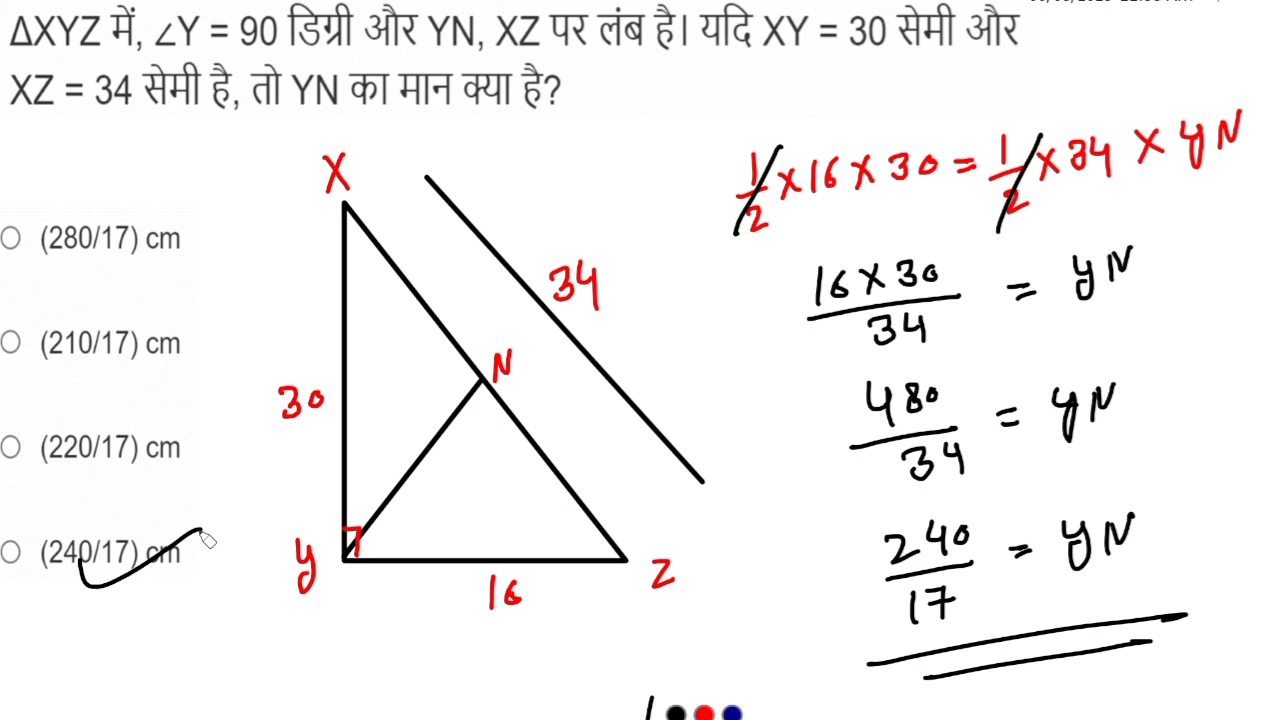 ΔXYZ में, ∠Y = 90 डिग्री और YN, XZ पर लंब है। यदि XY = 30 सेमी और
XZ = 34 सेमी है, तो YN का मान क्या है?
(280/17) cm
(210/17) cm
(220/17) cm
(240/17) cm
X
34
N
30
Y
16
Z
1/2 × 16 × 30 = 1/2 × 34 × YN
16 × 30 / 34 = YN
480 / 34 = YN
240 / 17 = YN